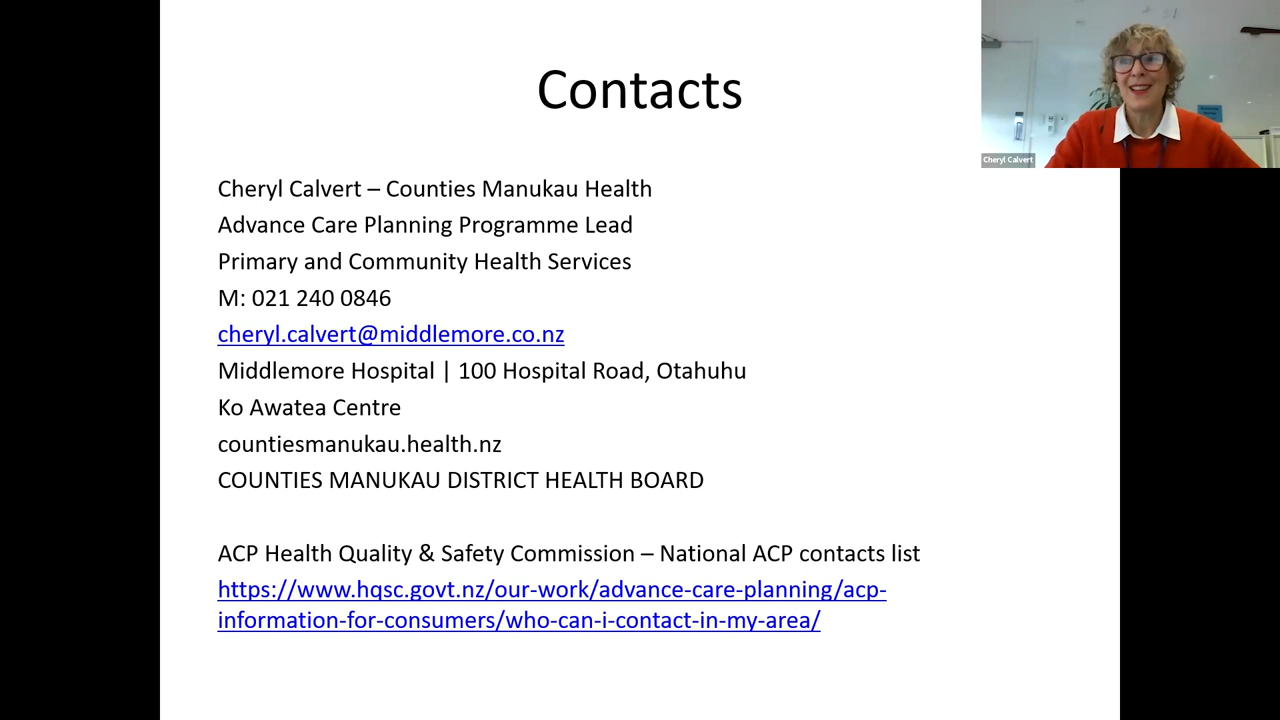 Contacts
Cheryl Calvert
Cheryl Calvert – Counties Manukau Health
Advance Care Planning Programme Lead
Primary and Community Health Services
M: 021 240 0846
cheryl.calvert@middlemore.co.nz
Middlemore Hospital | 100 Hospital Road, Otahuhu
Ko Awatea Centre
countiesmanukau.health.nz
COUNTIES MANUKAU DISTRICT HEALTH BOARD
ACP Health Quality & Safety Commission – National ACP contacts list
https://www.hqsc.govt.nz/our-work/advance-care-planning/acp-
information-for-consumers/who-can-i-contact-in-my-area/